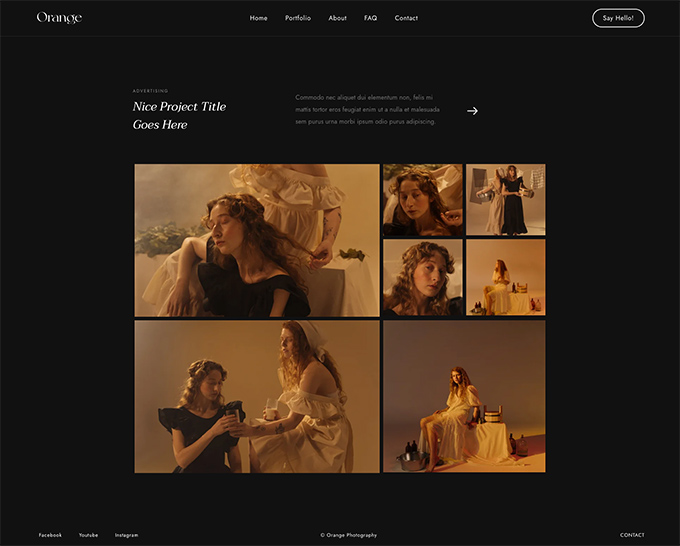 Orange
Home Portfolio About FAQ Contact
Say Hello!
ADVERTISING
Nice Project Title
Goes Here
Commodo nec aliquet dui elementum non, felis mi
mattis tortor eros feugiat enim ut a nulla et malesuada
sem purus urna morbi ipsum odio purus adipiscing.
Facebook Youtube Instagram
© Orange Photography
CONTACT